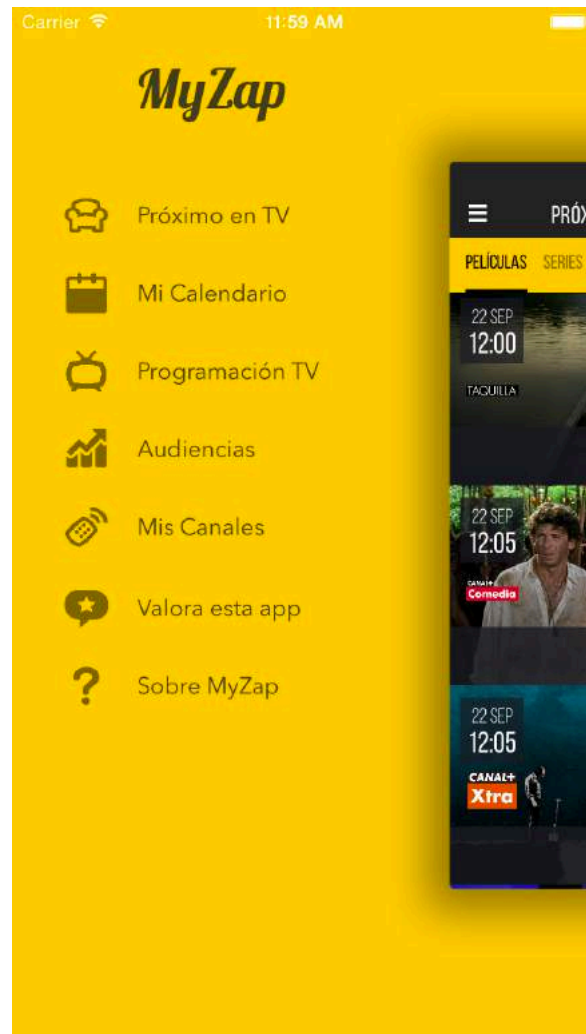 Carrier 11:59 AM
MyZap
Próximo en TV
Mi Calendario
Programación TV
Audiencias
Mis Canales
Valora esta app
Sobre MyZap
PELÍCULAS SERIES
22 SEP
12:00
TAQUILLA
22 SEP
12:05
CANAL+
Comedia
22 SEP
12:05
CANAL+
Xtra